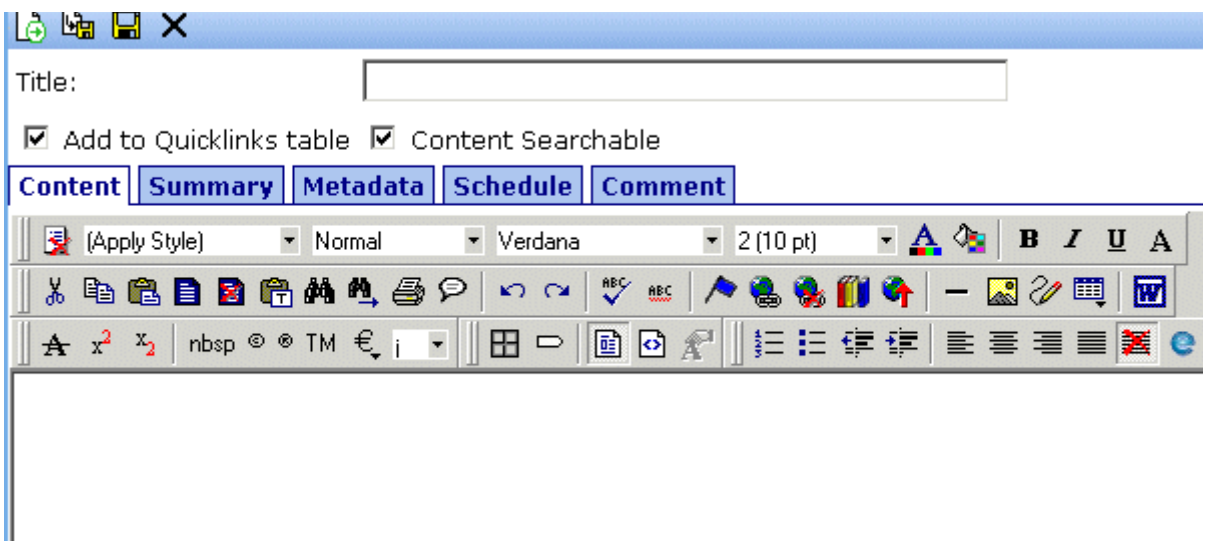 Title:
Add to Quicklinks table Content Searchable
Content Summary Metadata Schedule Comment
(Apply Style) Normal Verdana 2 (10 pt) A B I U A
ABC ABC W
A x² x₂ nbsp © ® TM € ¡